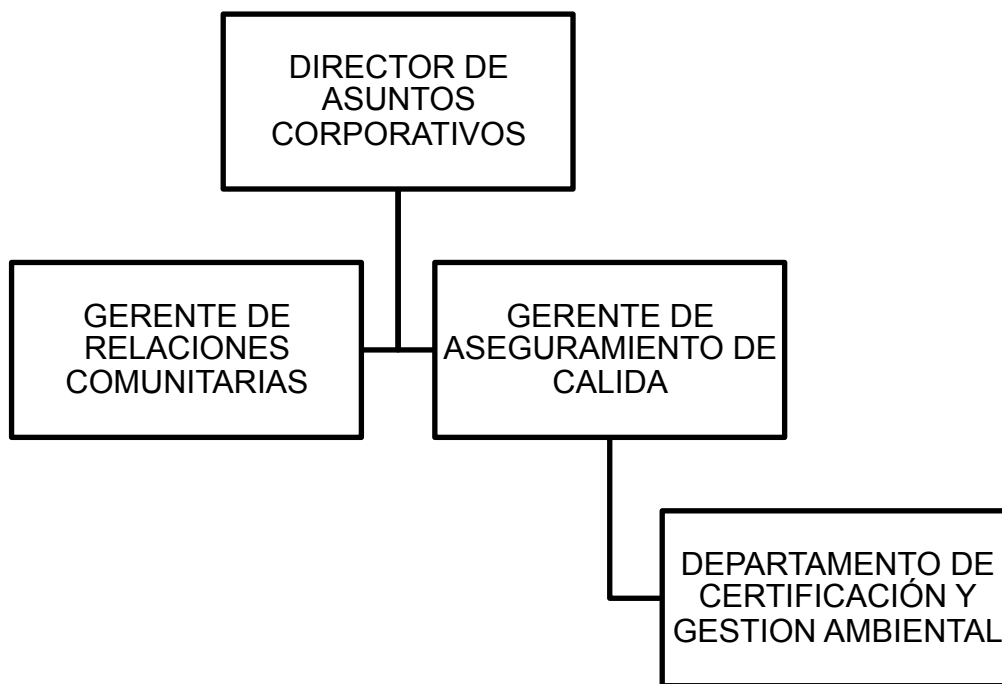 DIRECTOR DE
ASUNTOS
CORPORATIVOS
GERENTE DE
RELACIONES
COMUNITARIAS
GERENTE DE
ASEGURAMIENTO DE
CALIDA
DEPARTAMENTO DE
CERTIFICACIÓN Y
GESTION AMBIENTAL